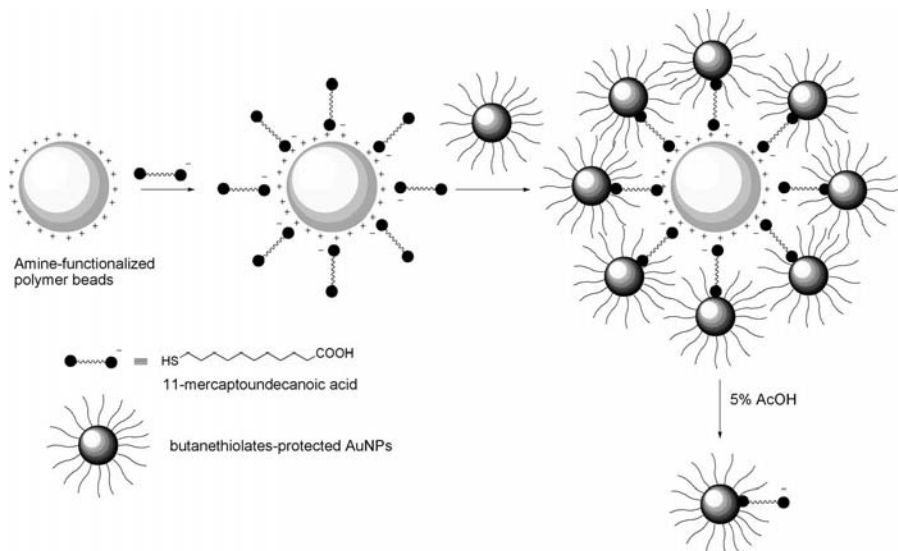 Amine-functionalized
polymer beads
HS COOH
11-mercaptoundecanoic acid
butanethiolates-protected AuNPs
5% AcOH